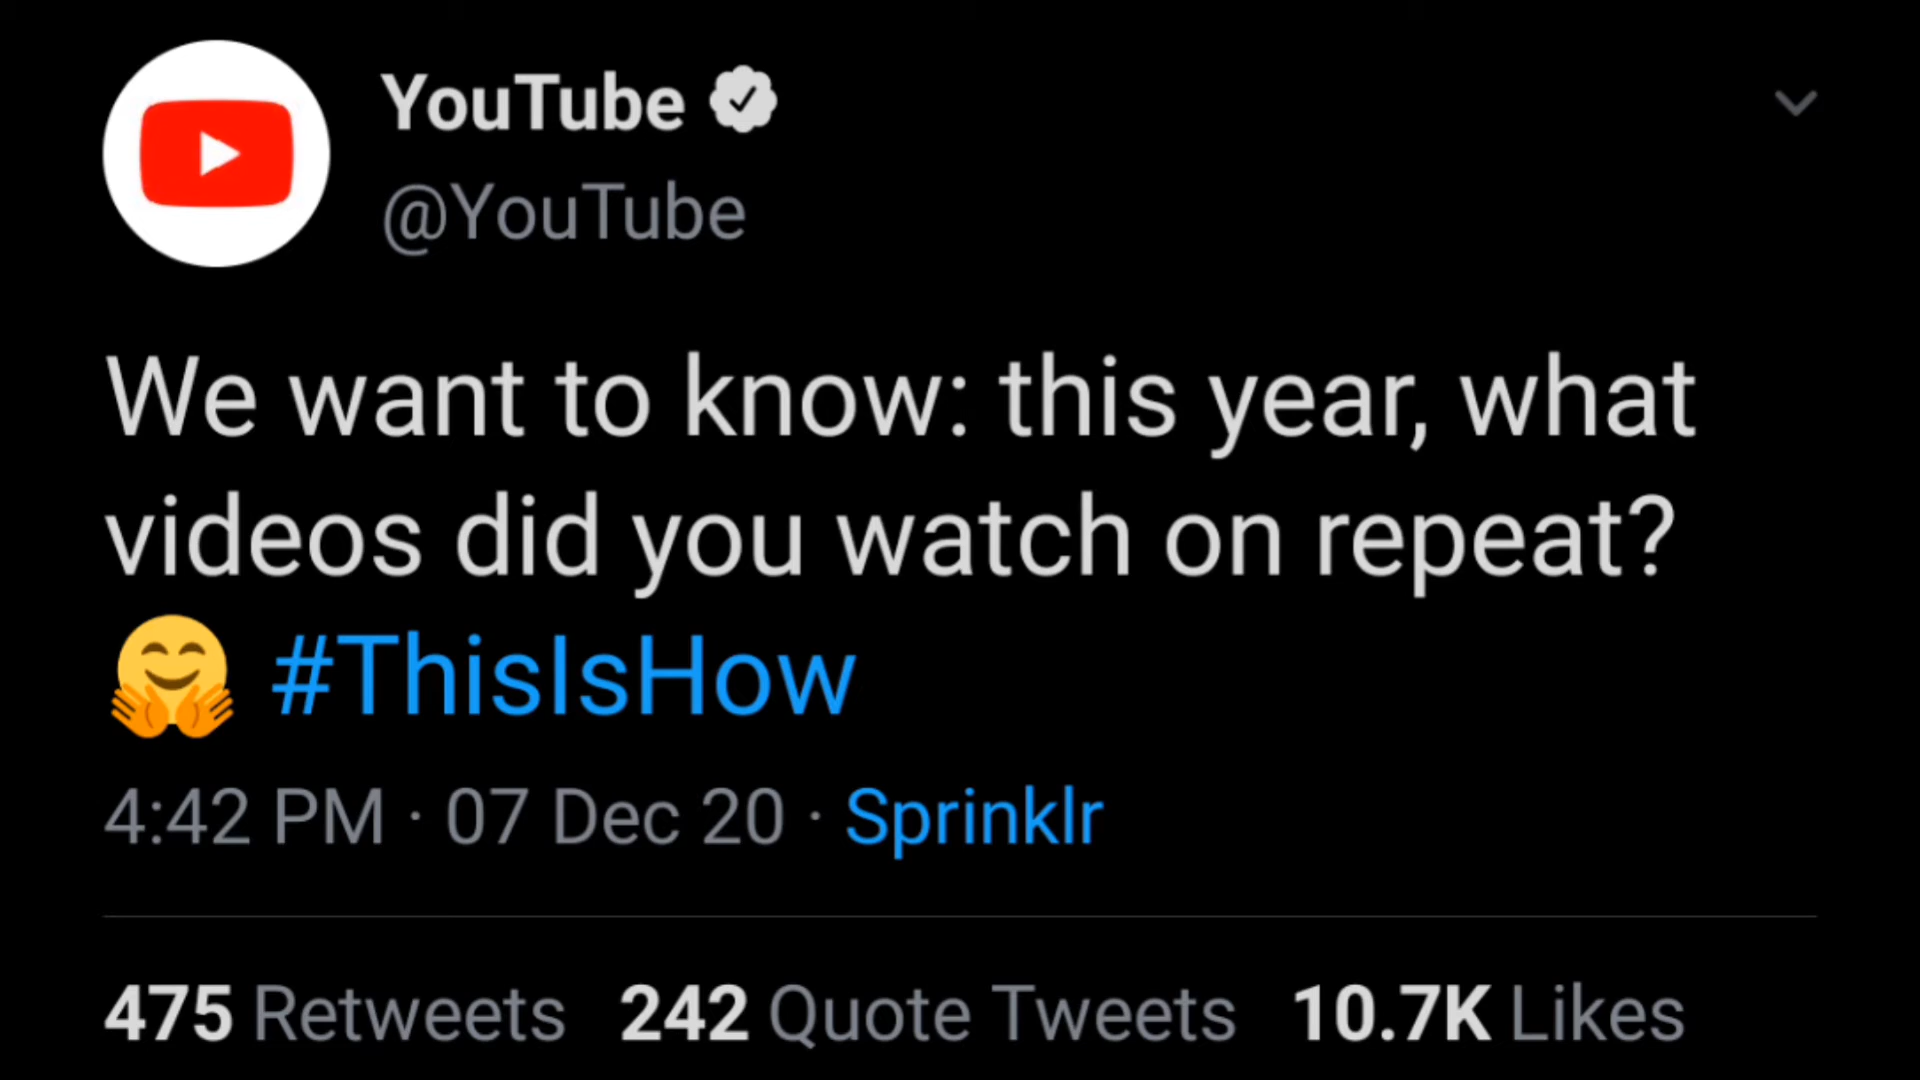 YouTube
@YouTube
We want to know: this year, what
videos did you watch on repeat?
🤗 #ThisIsHow
4:42 PM · 07 Dec 20 · Sprinklr
475 Retweets 242 Quote Tweets 10.7K Likes